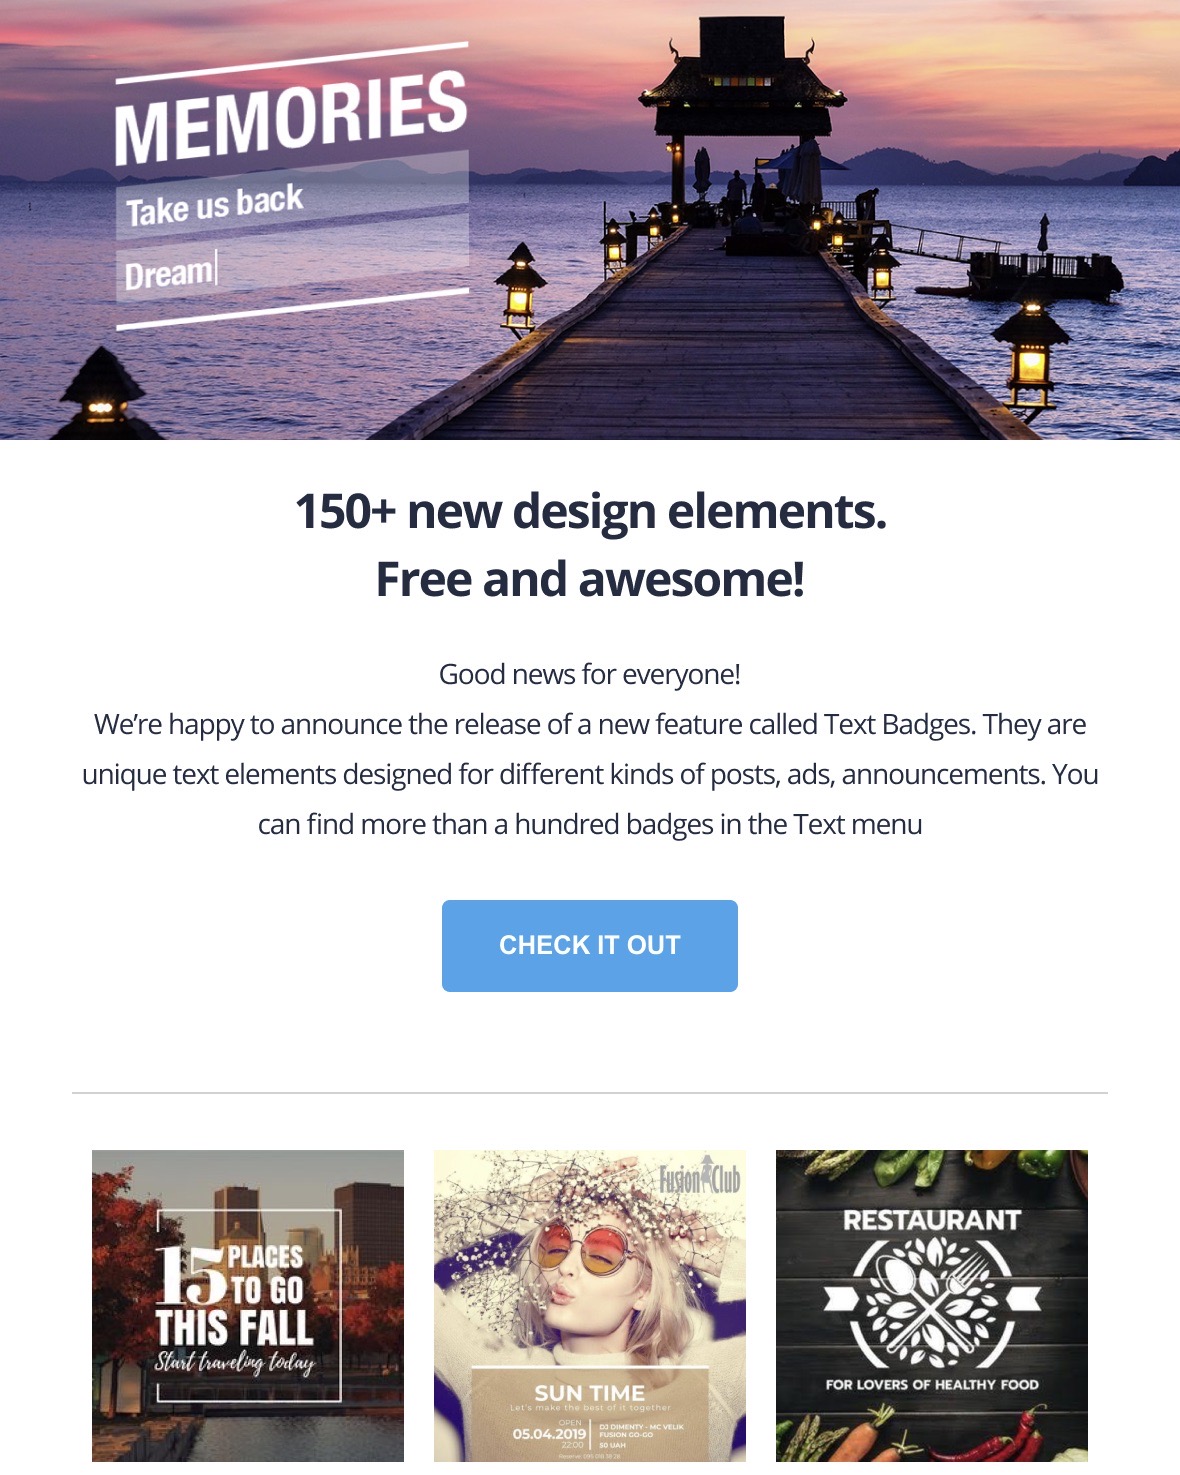 MEMORIES
Take us back
Dream
150+ new design elements.
Free and awesome!
Good news for everyone!
We’re happy to announce the release of a new feature called Text Badges. They are
unique text elements designed for different kinds of posts, ads, announcements. You
can find more than a hundred badges in the Text menu
CHECK IT OUT
15 PLACES
TO GO
THIS FALL
Start traveling today
Fusion Club
SUN TIME
Let's make the best of it together
OPEN
05.04.2019
22:00
DJ DIMENTY - MC VELIK
FUSION GO-GO
50 UAH
RESTAURANT
FOR LOVERS OF HEALTHY FOOD